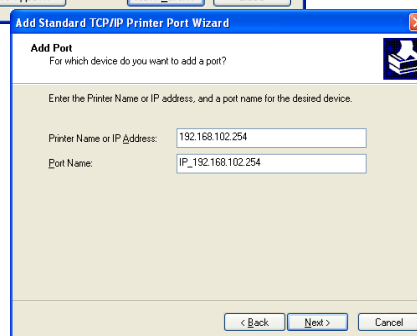 Add Standard TCP/IP Printer Port Wizard
Add Port
For which device do you want to add a port?
Enter the Printer Name or IP address, and a port name for the desired device.
Printer Name or IP Address: 192.168.102.254
Port Name: IP_192.168.102.254
< Back Next > Cancel